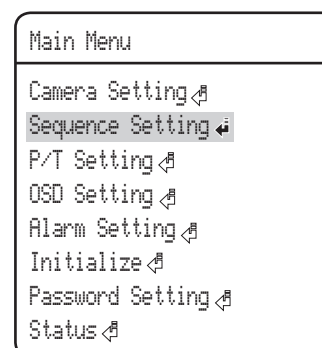 Main Menu
Camera Setting
Sequence Setting
P/T Setting
OSD Setting
Alarm Setting
Initialize
Password Setting
Status